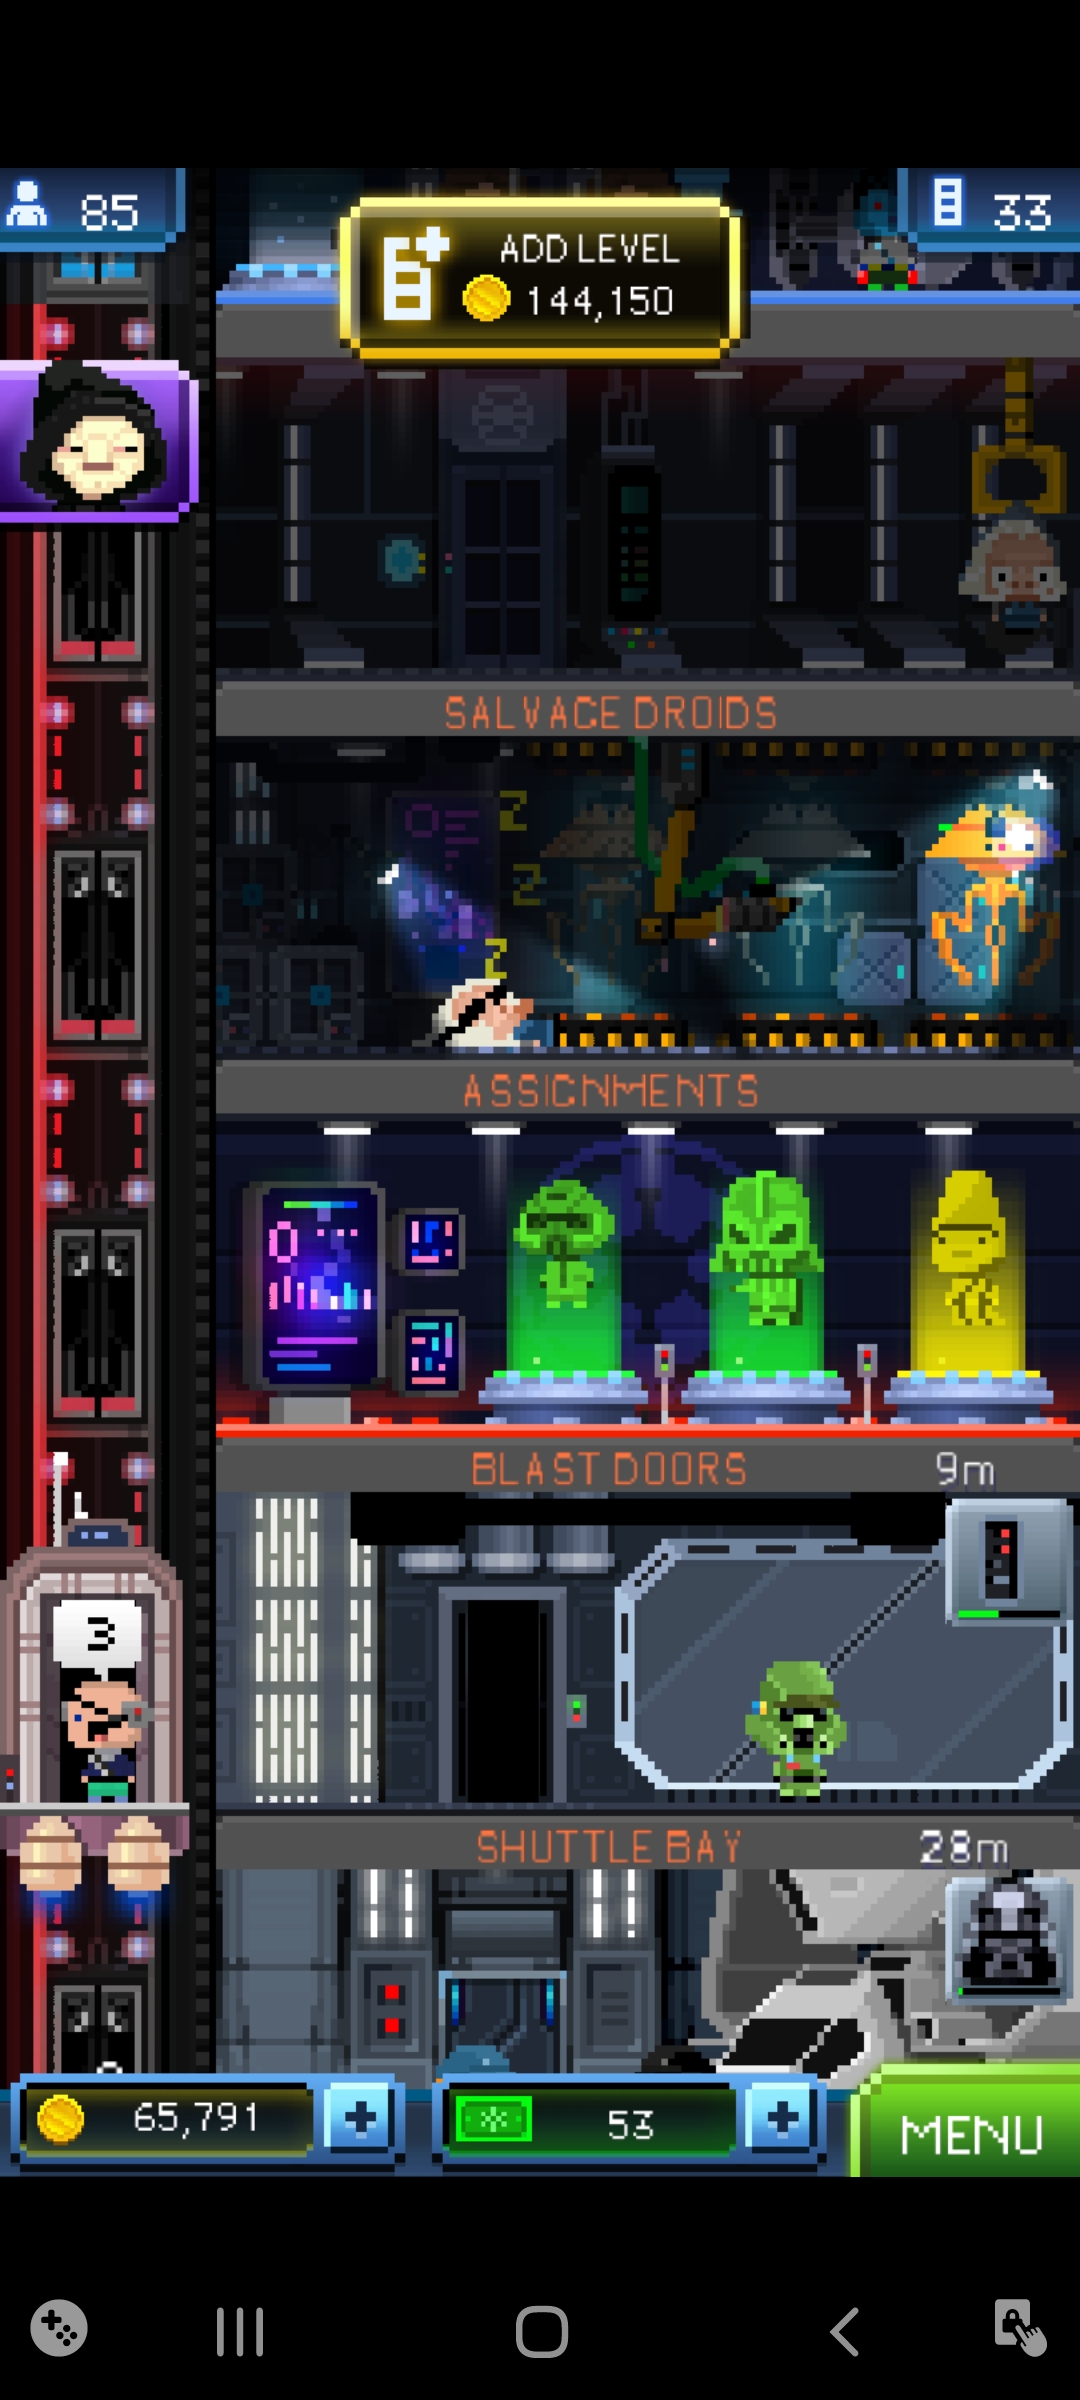 85
33
ADD LEVEL
144,150
SALVAGE DROIDS
Z
Z
Z
ASSIGNMENTS
BLAST DOORS 9m
3
SHUTTLE BAY 28m
65,791
53
MENU